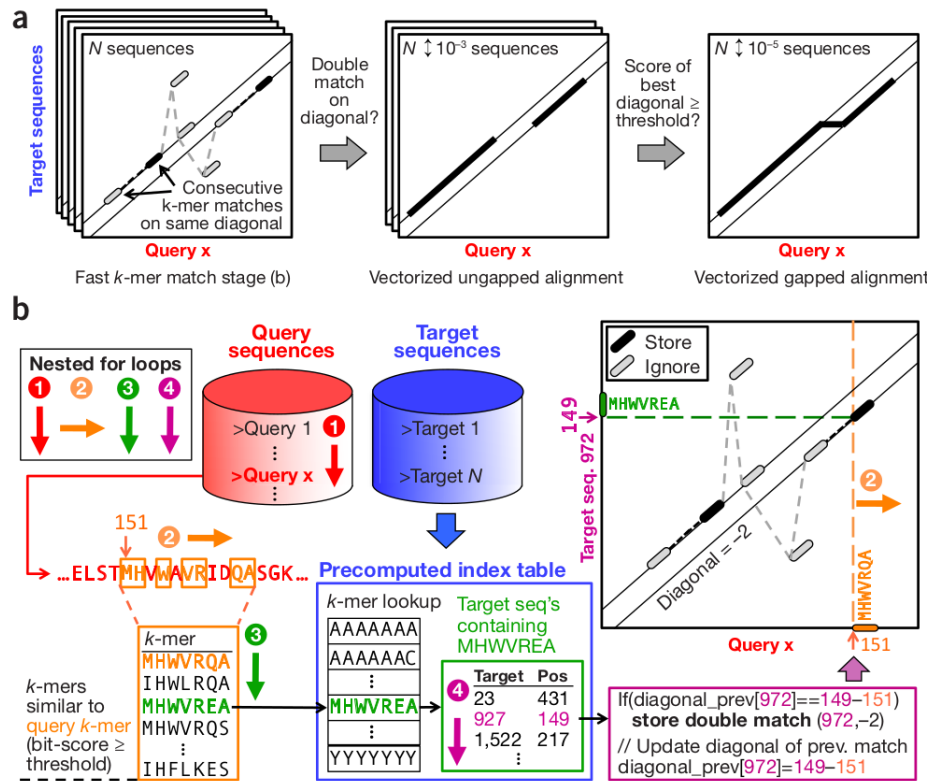 a
Target sequences
N sequences
Consecutive
k-mer matches
on same diagonal
Query x
Fast k-mer match stage (b)
Double
match
on
diagonal?
N ↕ 10⁻³ sequences
Query x
Vectorized ungapped alignment
Score of
best
diagonal ≥
threshold?
N ↕ 10⁻⁵ sequences
Query x
Vectorized gapped alignment
b
Nested for loops
1 2 3 4
Query
sequences
>Query 1
⋮
>Query x
⋮
1
Target
sequences
>Target 1
⋮
>Target N
151
2
…ELSTMHVWAVRIDQASGK…
k-mer
MHWVRQA
IHWLRQA
MHWVREA
MHWVRQS
⋮
IHFLKES
3
k-mers
similar to
query k-mer
(bit-score ≥
threshold)
Precomputed index table
k-mer lookup
AAAAAAA
AAAAAAC
⋮
MHWVREA
⋮
YYYYYYY
Target seq's
containing
MHWVREA
4
Target Pos
23 431
927 149
1,522 217
⋮
Store
Ignore
MHWVREA
149
Target seq. 972
2
Diagonal = –2
MHWVRQA
Query x
151
If(diagonal_prev[972]==149–151)
store double match (972,–2)
// Update diagonal of prev. match
diagonal_prev[972]=149–151